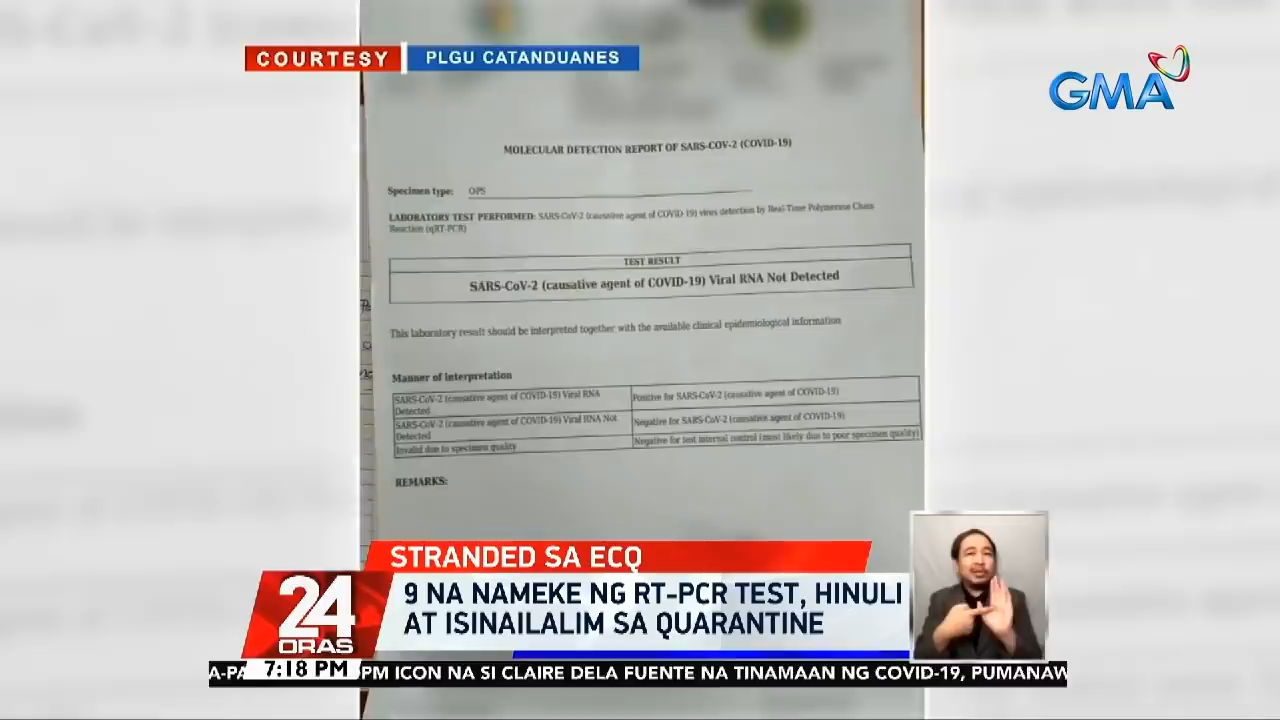 COURTESY PLGU CATANDUANES
GMA
MOLECULAR DETECTION REPORT OF SARS-COV-2 (COVID-19)
Specimen type: OPS
LABORATORY TEST PERFORMED: SARS-CoV-2 (causative agent of COVID-19) virus detection by Real-Time Polymerase Chain
Reaction (qRT-PCR)
TEST RESULT
SARS-CoV-2 (causative agent of COVID-19) Viral RNA Not Detected
This laboratory result should be interpreted together with the available clinical epidemiological information
Manner of interpretation
SARS-CoV-2 (causative agent of COVID-19) Viral RNA Detected
Positive for SARS-CoV-2 (causative agent of COVID-19)
SARS-CoV-2 (causative agent of COVID-19) Viral RNA Not Detected
Negative for SARS-CoV-2 (causative agent of COVID-19)
Invalid due to specimen quality
Negative for test internal control (most likely due to poor specimen quality)
REMARKS:
STRANDED SA ECQ
24 ORAS
9 NA NAMEKE NG RT-PCR TEST, HINULI
AT ISINAILALIM SA QUARANTINE
7:18 PM
PM ICON NA SI CLAIRE DELA FUENTE NA TINAMAAN NG COVID-19, PUMANAW